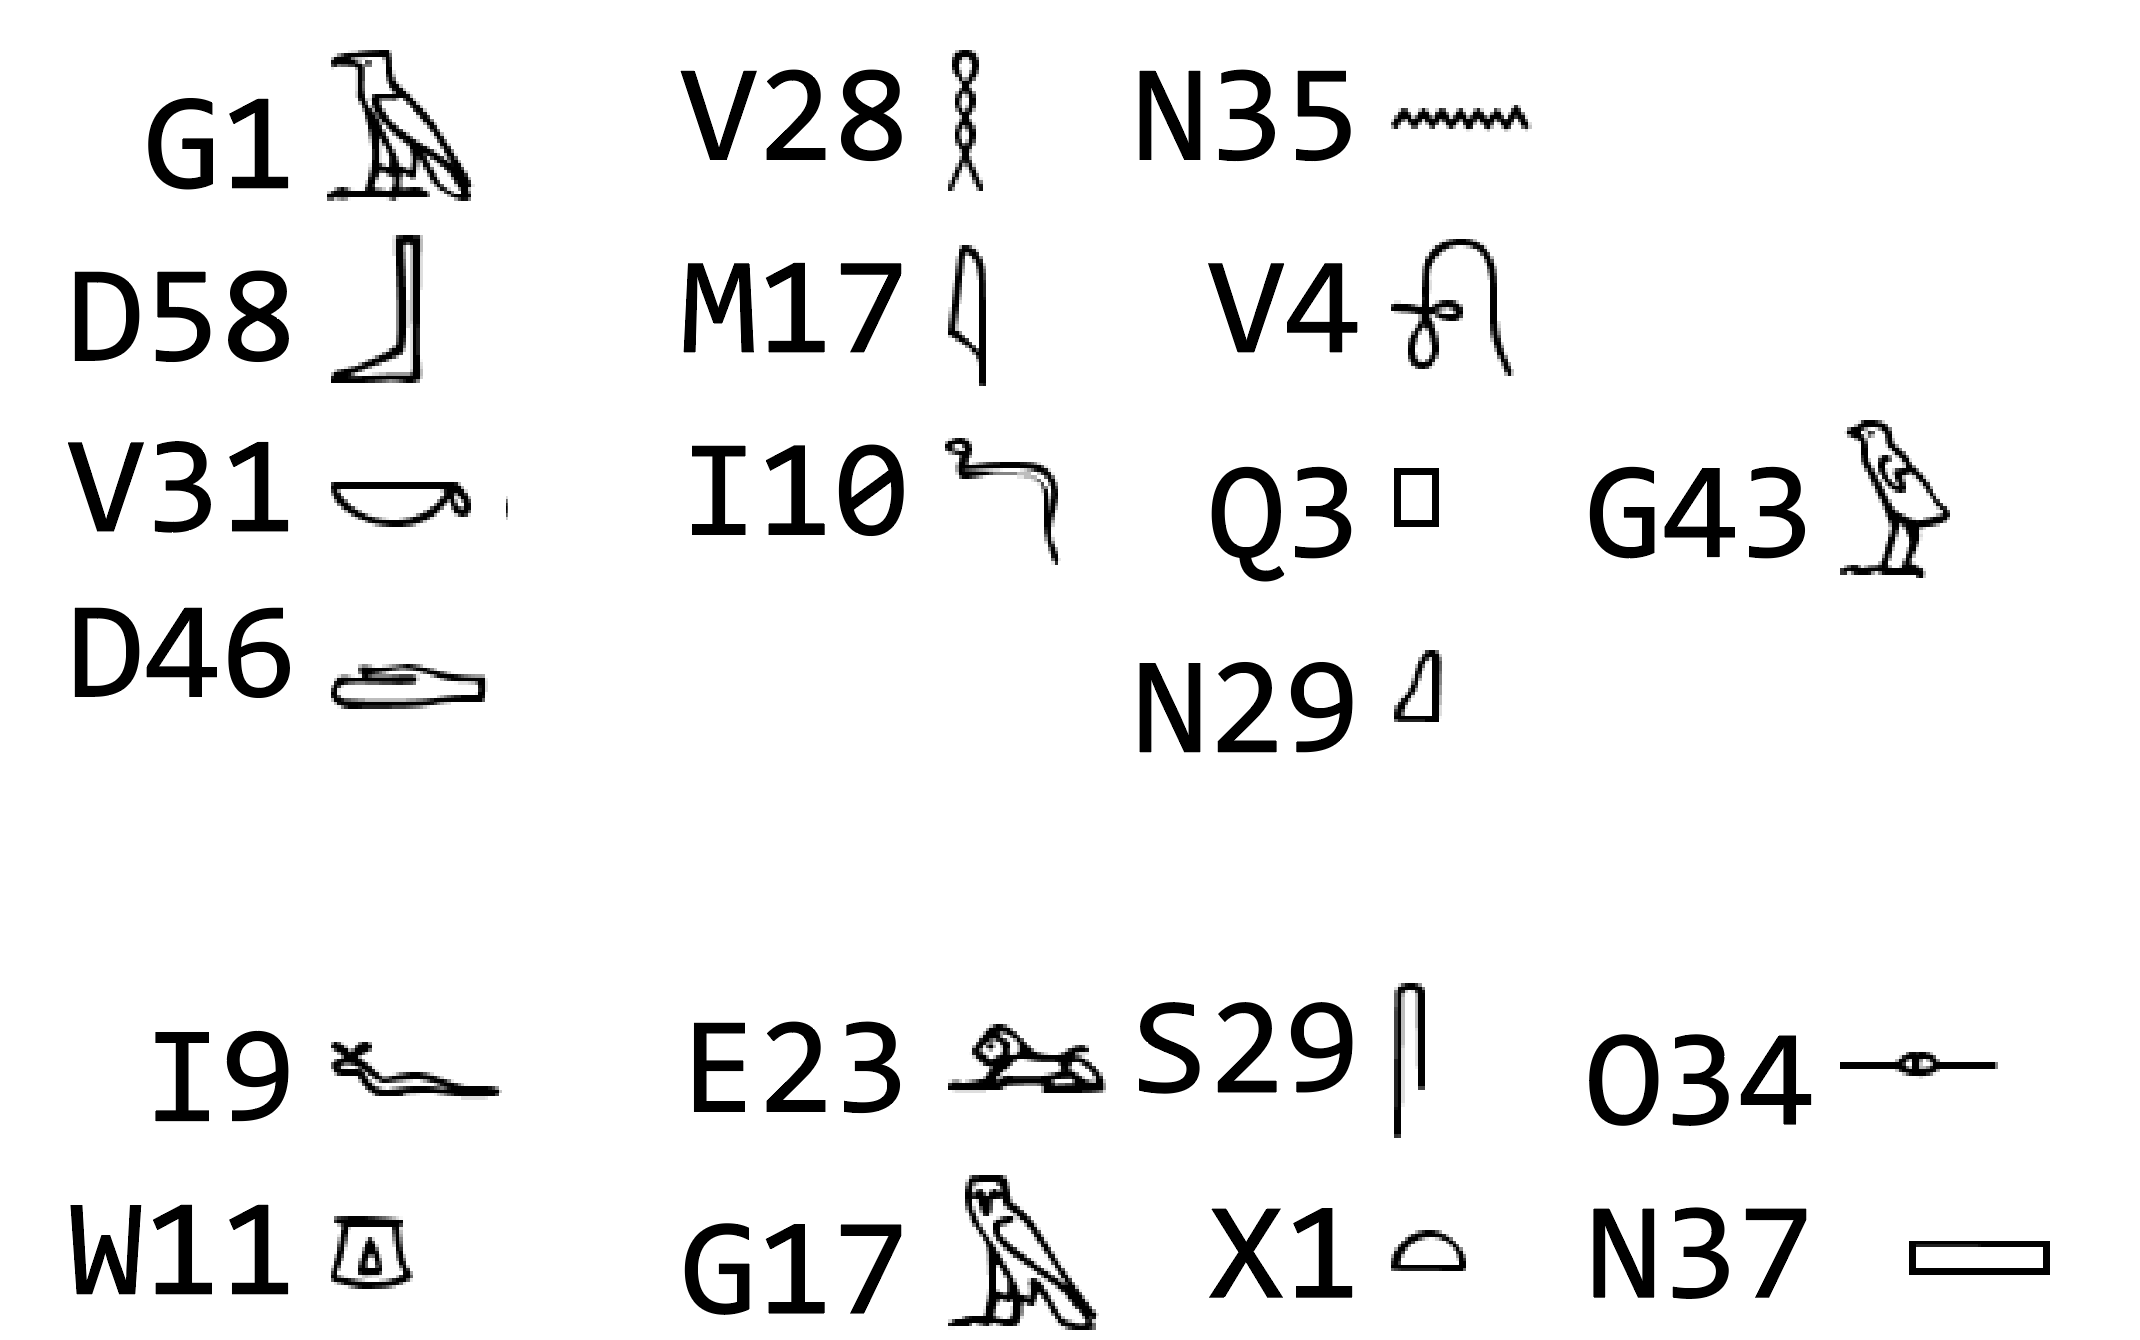 G1 𓄿 V28 𓎛 N35 𓈖
D58 𓃀 M17 𓇋 V4 𓍯
V31 𓎡 I10 𓆓 Q3 𓊪 G43 𓅱
D46 𓂧 N29 𓈎
I9 𓆑 E23 𓃭 S29 𓋴 O34 𓊃
W11 𓎼 G17 𓅓 X1 𓏏 N37 𓈙